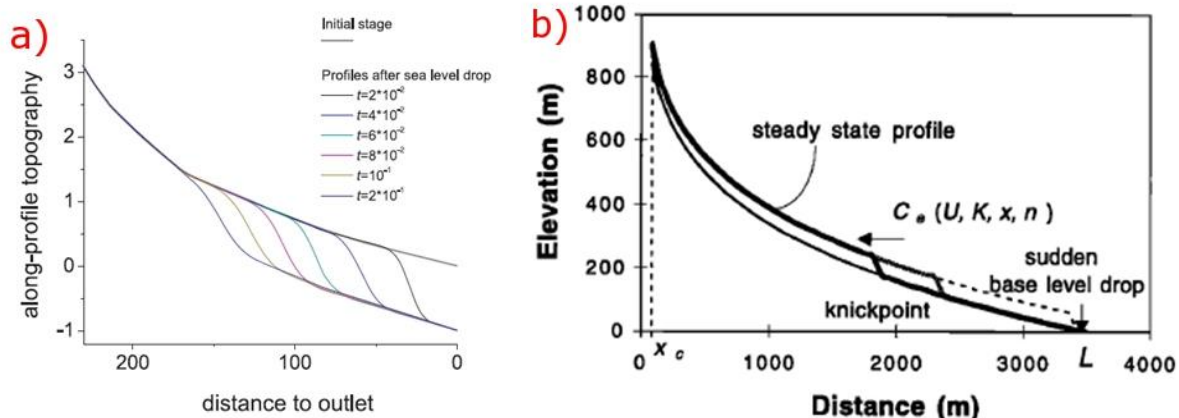 a)
Initial stage
Profiles after sea level drop
t=2*10⁻²
t=4*10⁻²
t=6*10⁻²
t=8*10⁻²
t=10⁻¹
t=2*10⁻¹
along-profile topography
3
2
1
0
-1
200
100
0
distance to outlet
b)
Elevation (m)
1000
800
600
400
200
0
steady state profile
Cₑ (U, K, x, n)
sudden
base level drop
knickpoint
x c
L
0
1000
2000
3000
4000
Distance (m)